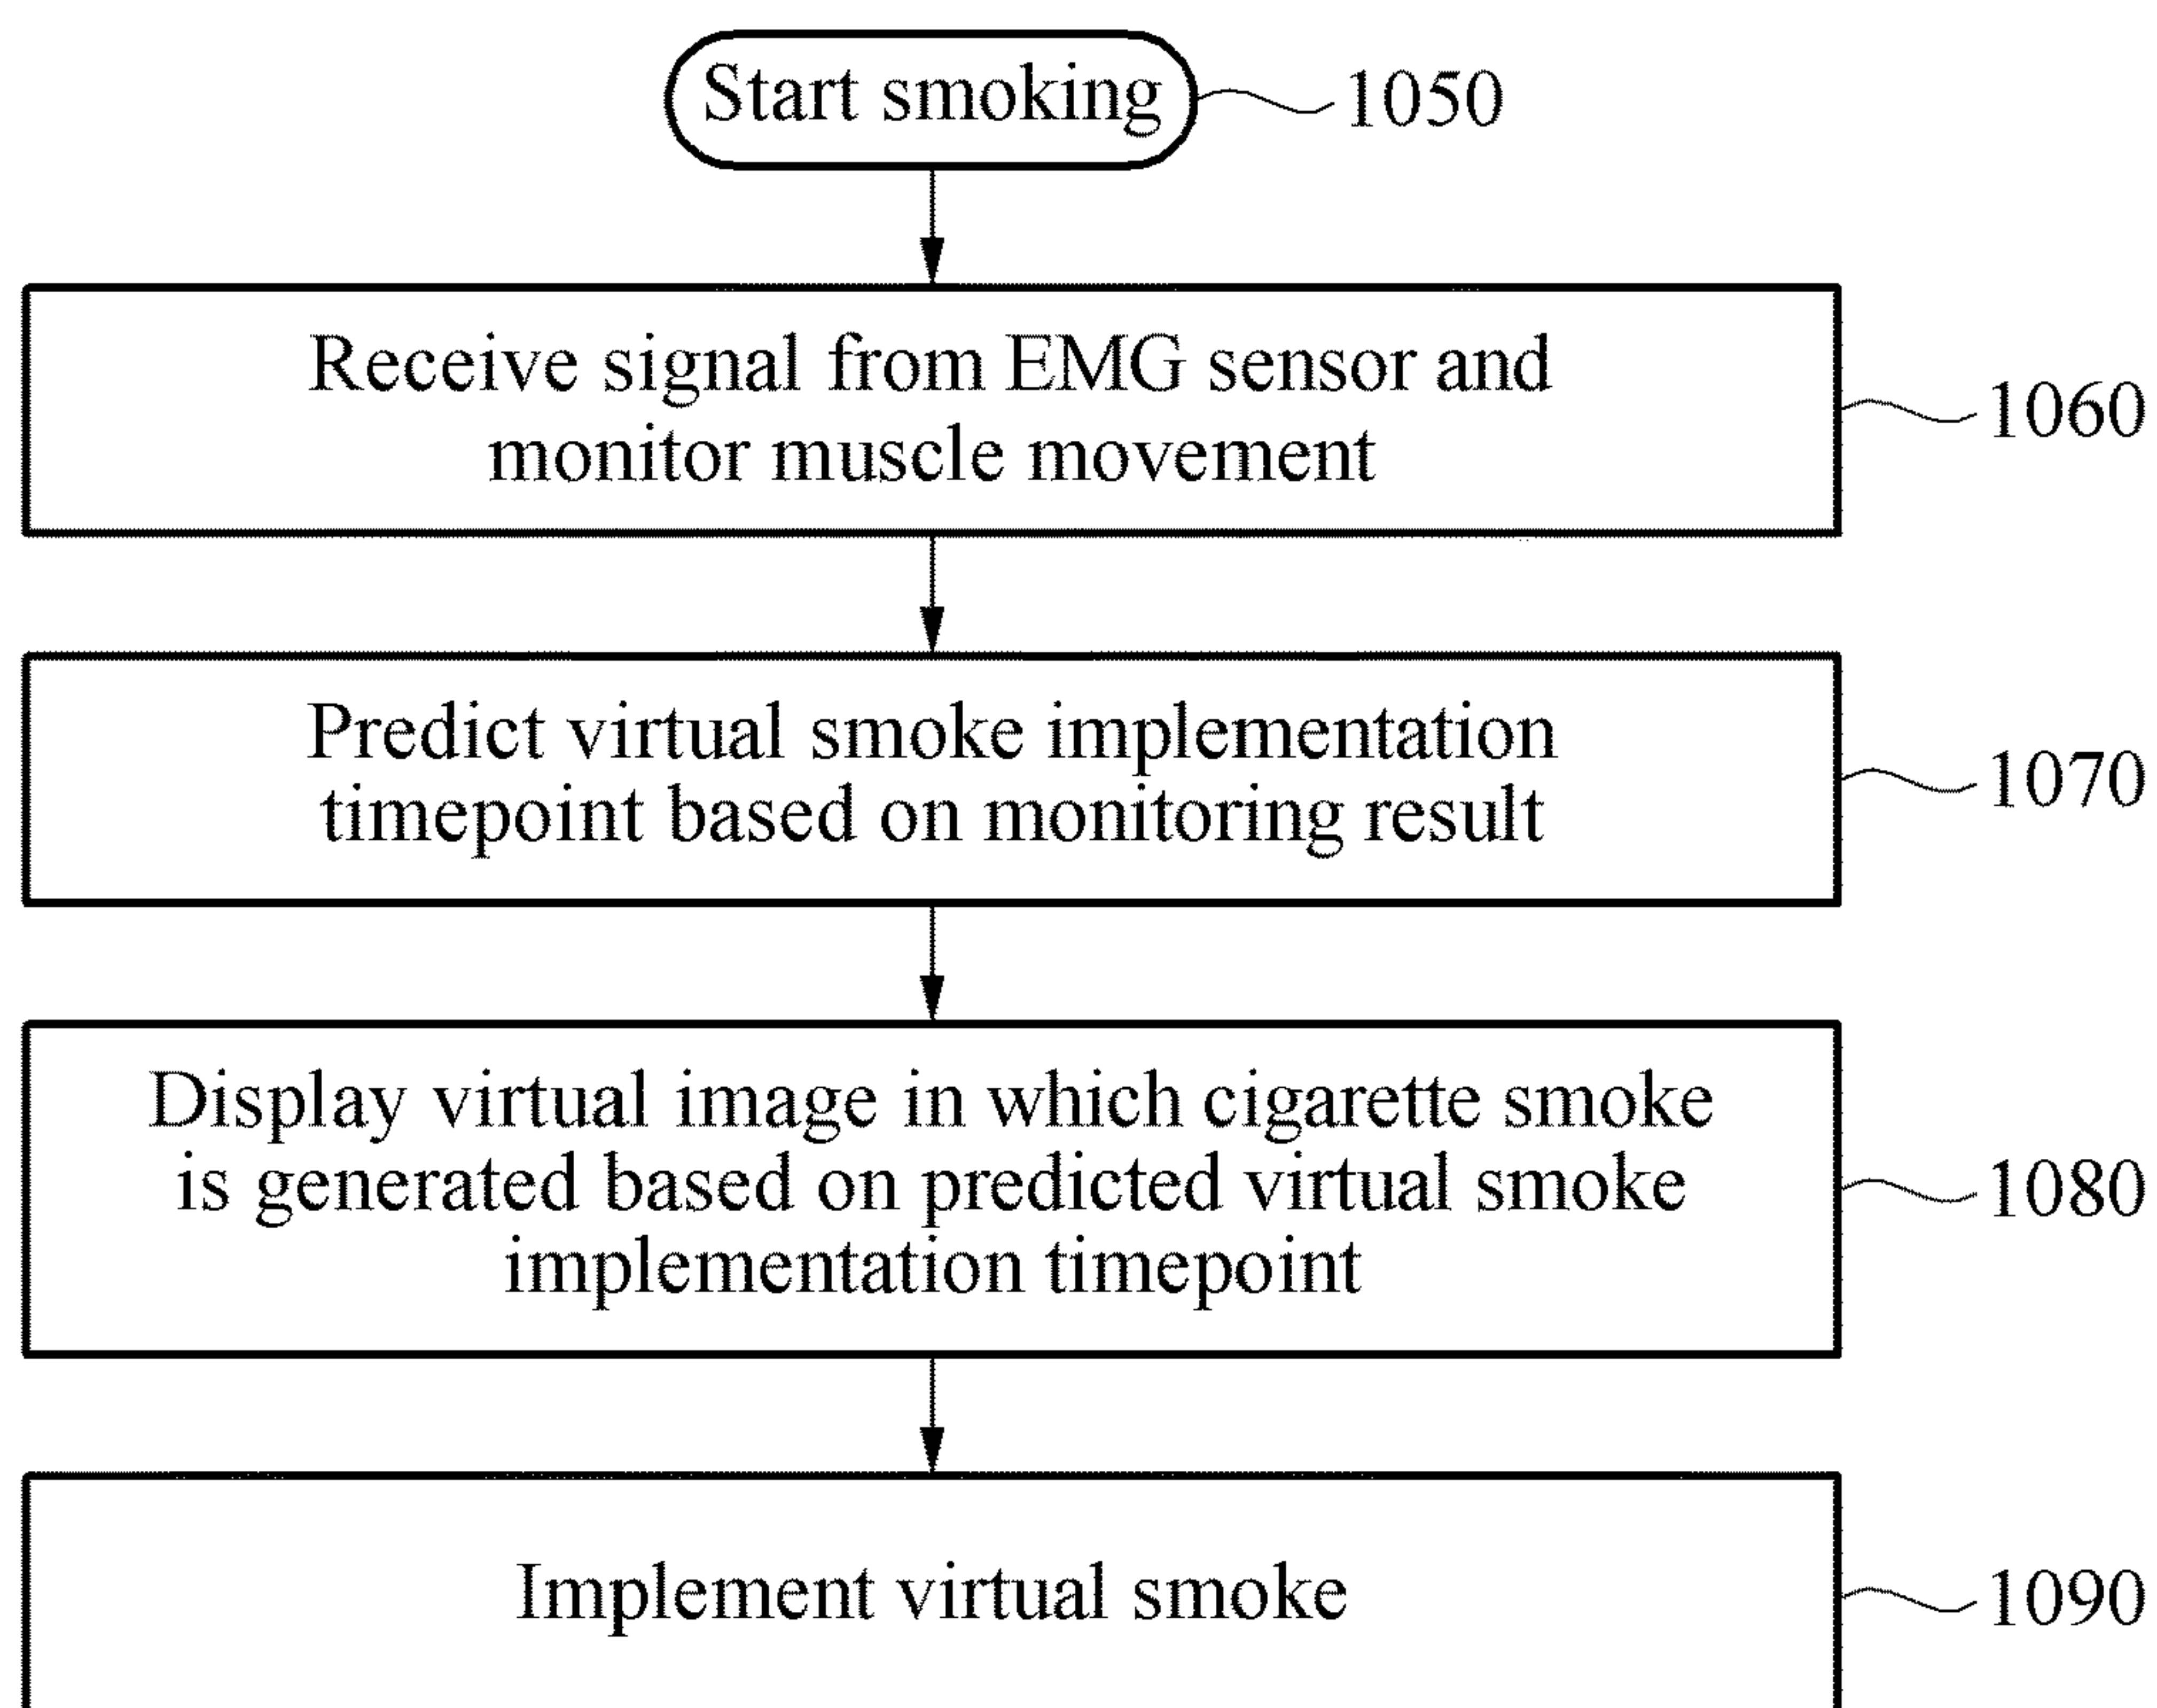 Start smoking
1050
Receive signal from EMG sensor and
monitor muscle movement
1060
Predict virtual smoke implementation
timepoint based on monitoring result
1070
Display virtual image in which cigarette smoke
is generated based on predicted virtual smoke
implementation timepoint
1080
Implement virtual smoke
1090